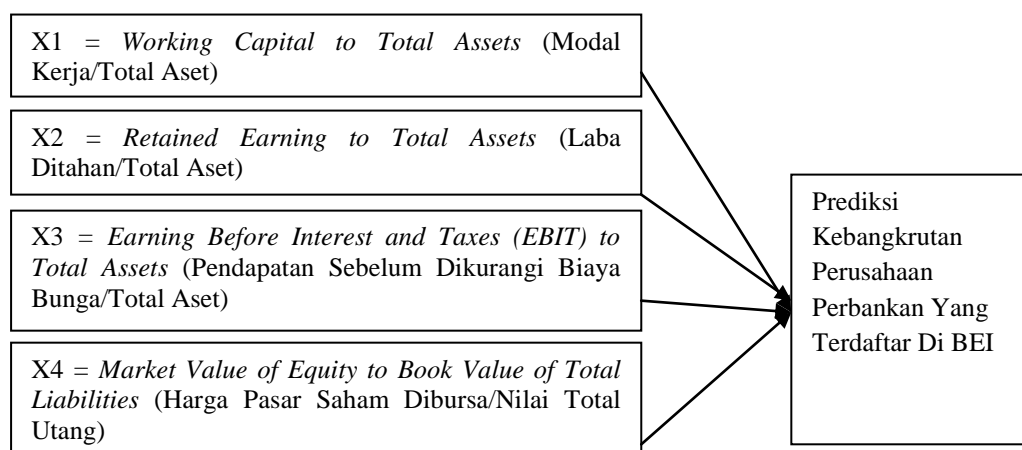 X1 = Working Capital to Total Assets (Modal
Kerja/Total Aset)
X2 = Retained Earning to Total Assets (Laba
Ditahan/Total Aset)
X3 = Earning Before Interest and Taxes (EBIT) to
Total Assets (Pendapatan Sebelum Dikurangi Biaya
Bunga/Total Aset)
X4 = Market Value of Equity to Book Value of Total
Liabilities (Harga Pasar Saham Dibursa/Nilai Total
Utang)
Prediksi
Kebangkrutan
Perusahaan
Perbankan Yang
Terdaftar Di BEI